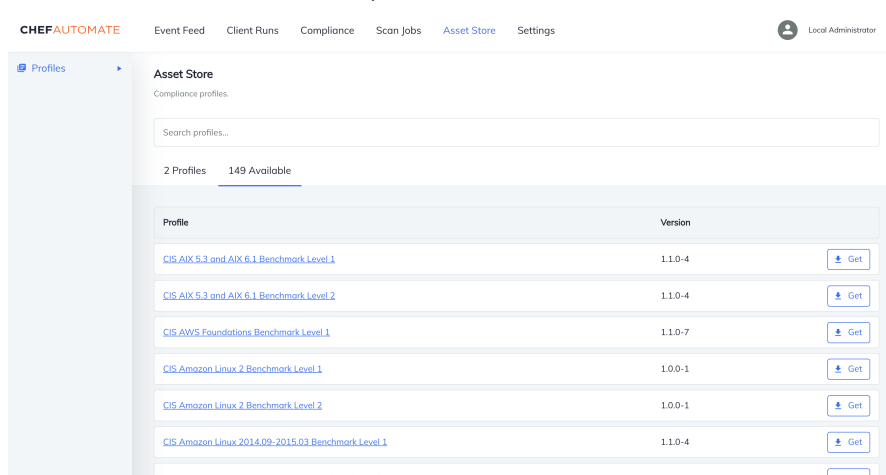 CHEFAUTOMATE Event Feed Client Runs Compliance Scan Jobs Asset Store Settings Local Administrator
Profiles
Asset Store
Compliance profiles.
Search profiles...
2 Profiles 149 Available
Profile Version
CIS AIX 5.3 and AIX 6.1 Benchmark Level 1 1.1.0-4 Get
CIS AIX 5.3 and AIX 6.1 Benchmark Level 2 1.1.0-4 Get
CIS AWS Foundations Benchmark Level 1 1.1.0-7 Get
CIS Amazon Linux 2 Benchmark Level 1 1.0.0-1 Get
CIS Amazon Linux 2 Benchmark Level 2 1.0.0-1 Get
CIS Amazon Linux 2014.09-2015.03 Benchmark Level 1 1.1.0-4 Get